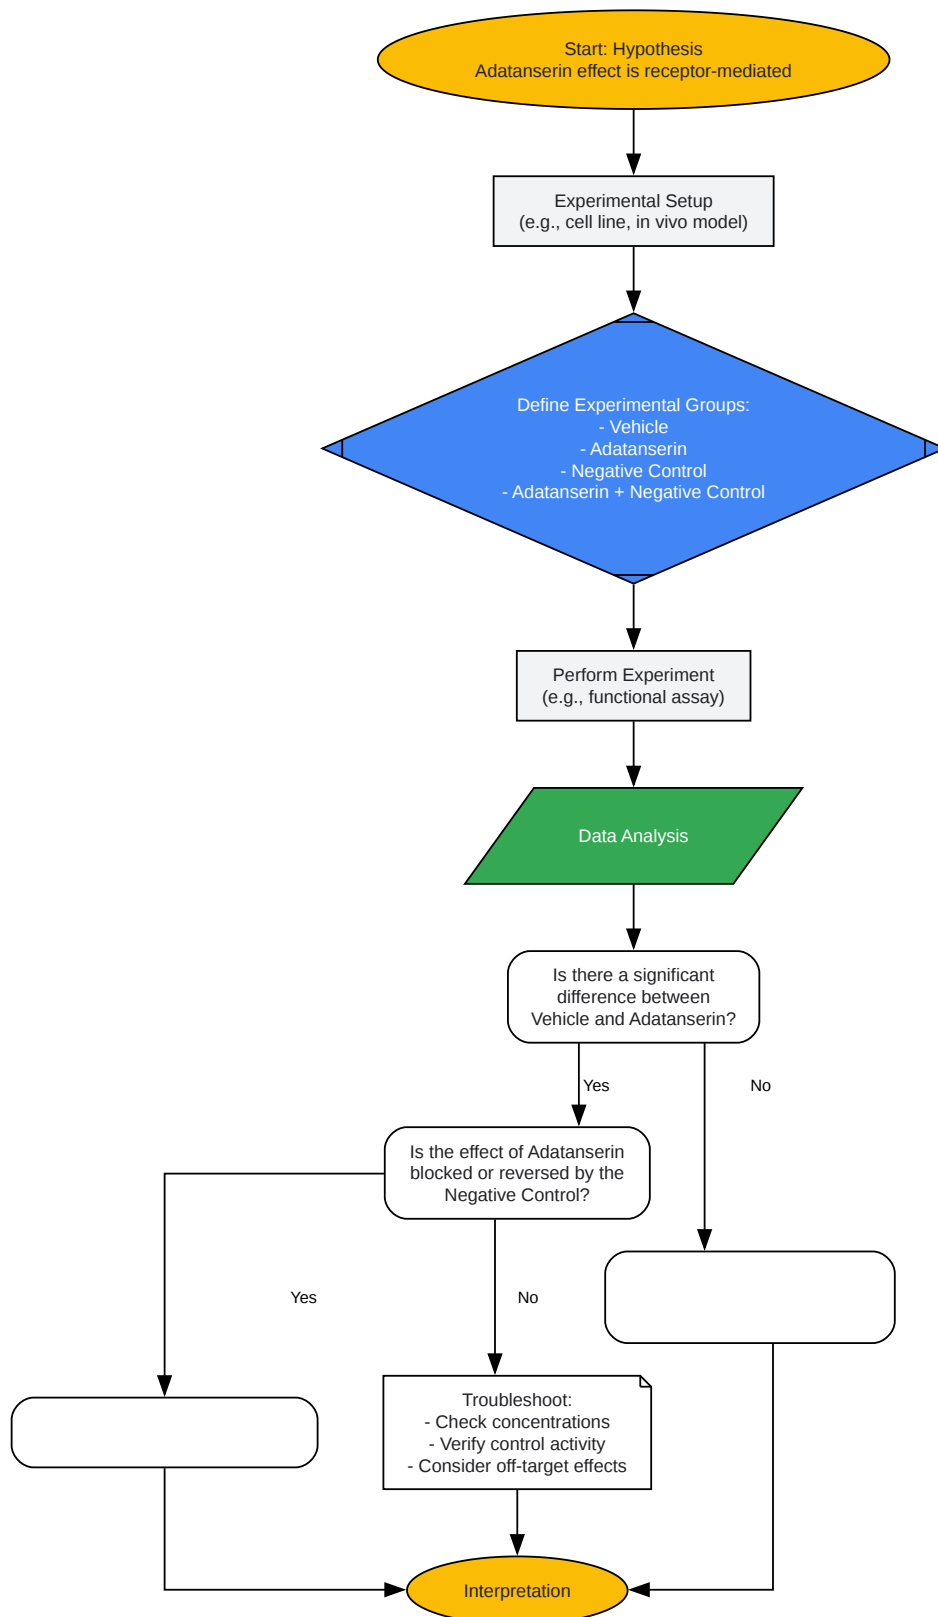 Start: Hypothesis
Adatanserin effect is receptor-mediated
Experimental Setup
(e.g., cell line, in vivo model)
Define Experimental Groups:
- Vehicle
- Adatanserin
- Negative Control
- Adatanserin + Negative Control
Perform Experiment
(e.g., functional assay)
Data Analysis
Is there a significant
difference between
Vehicle and Adatanserin?
Yes
No
Is the effect of Adatanserin
blocked or reversed by the
Negative Control?
Yes
No
Troubleshoot:
- Check concentrations
- Verify control activity
- Consider off-target effects
Interpretation